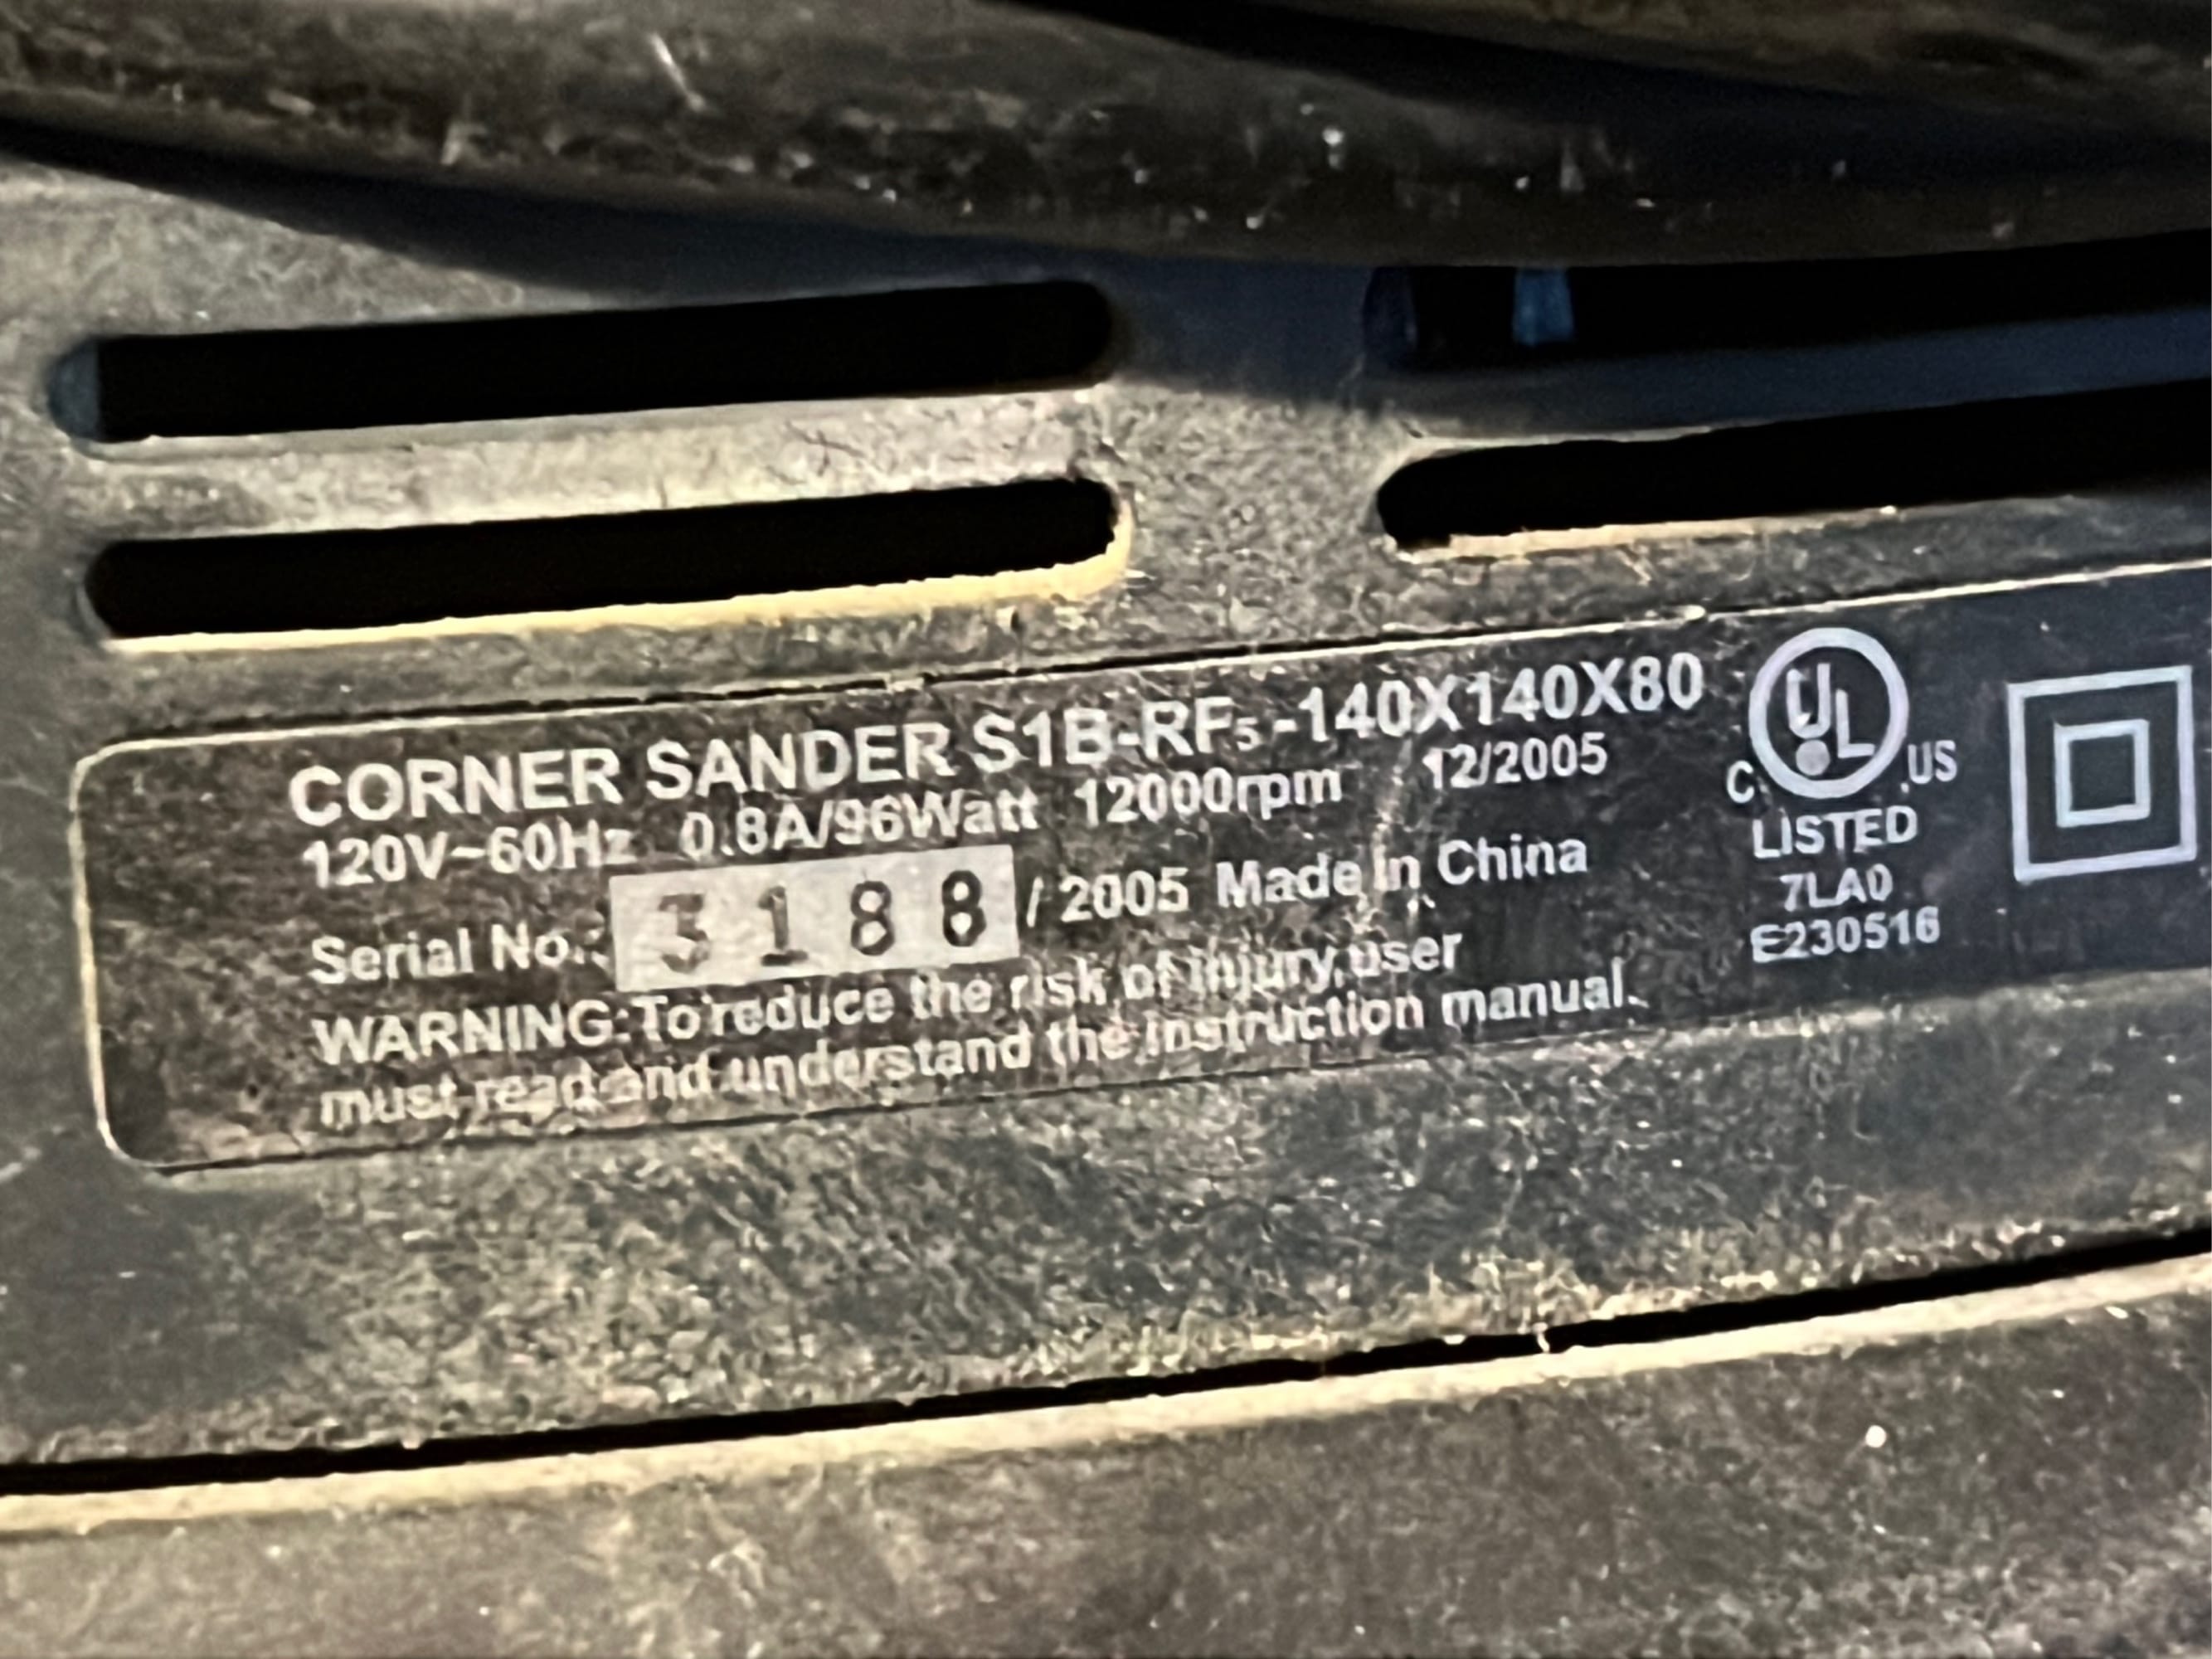 CORNER SANDER S1B-RF5-140X140X80
120V~60Hz 0.8A/96Watt 12000rpm 12/2005
Serial No.: 3188 / 2005 Made in China
WARNING:To reduce the risk of injury,user
must read and understand the instruction manual.
UL
C US
LISTED
7LA0
E230516